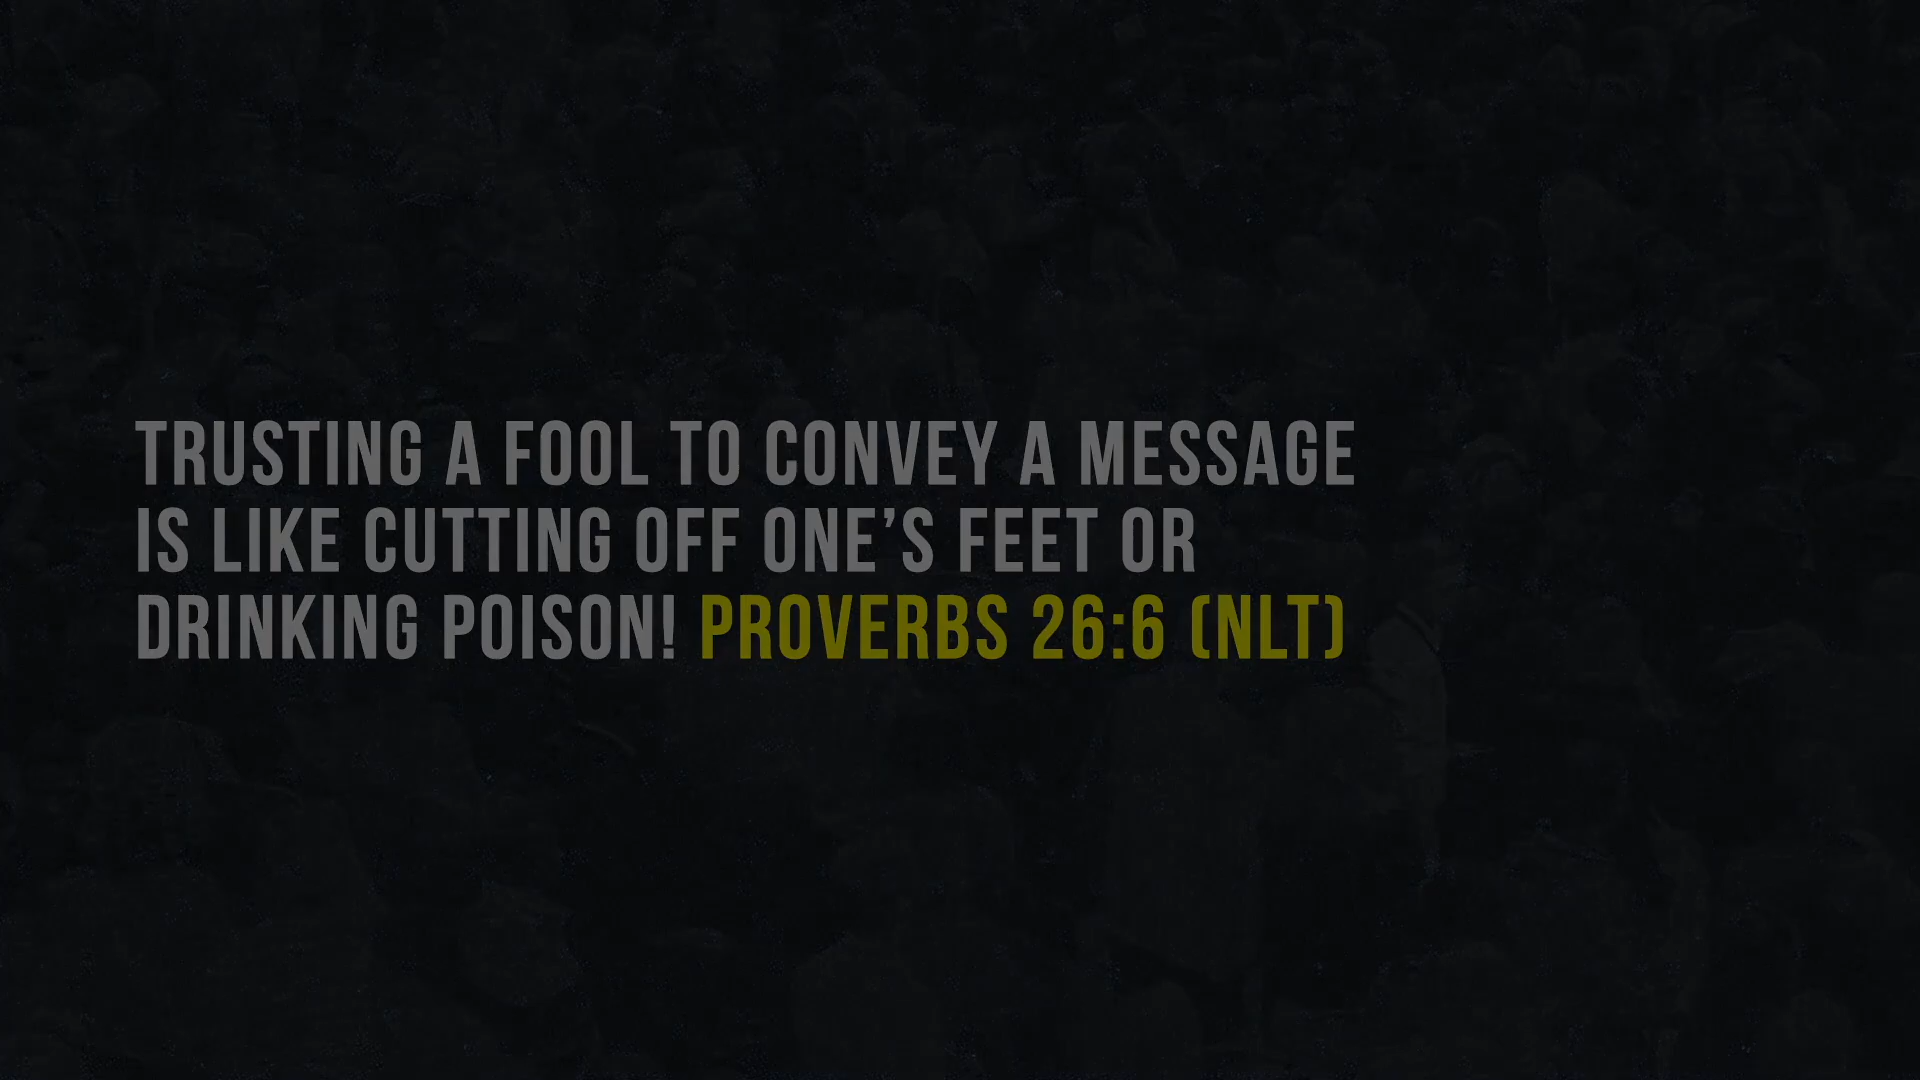 TRUSTING A FOOL TO CONVEY A MESSAGE
IS LIKE CUTTING OFF ONE’S FEET OR
DRINKING POISON! PROVERBS 26:6 (NLT)